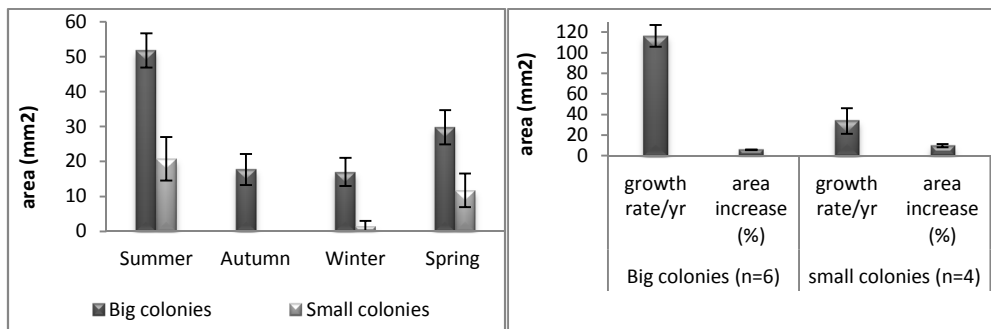 area (mm2)
60
50
40
30
20
10
0
Summer Autumn Winter Spring
Big colonies Small colonies
area (mm2)
120
100
80
60
40
20
0
growth rate/yr
area increase (%)
growth rate/yr
area increase (%)
Big colonies (n=6) small colonies (n=4)